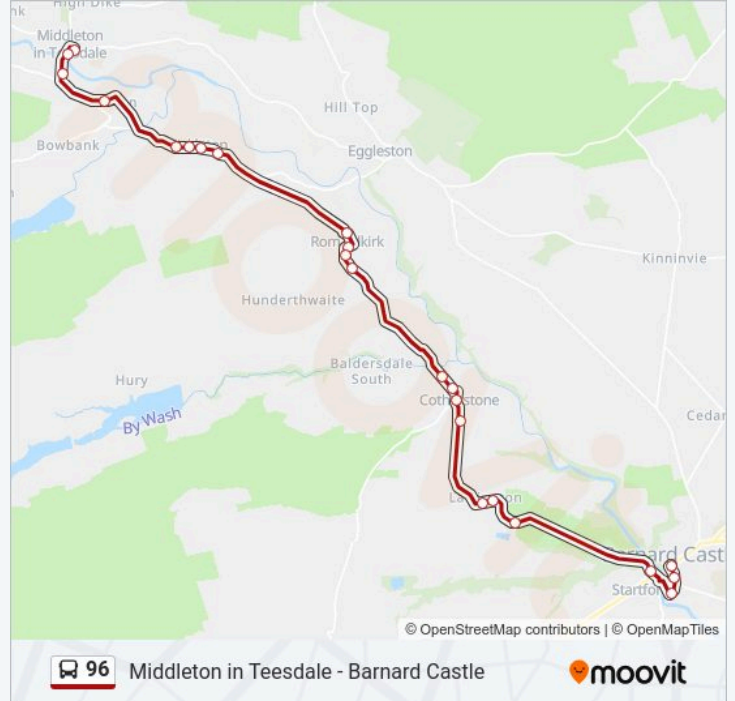 High Dike
Middleton
in Teesdale
Hill Top
Bowbank
Eggleston
Romaldkirk
Kinninvie
Hunderthwaite
Baldersdale
South
Hury
Cotherstone
By Wash
Cedar
Barnard Cast
Startfor
© OpenStreetMap contributors | © OpenMapTiles
96 Middleton in Teesdale - Barnard Castle
moovit